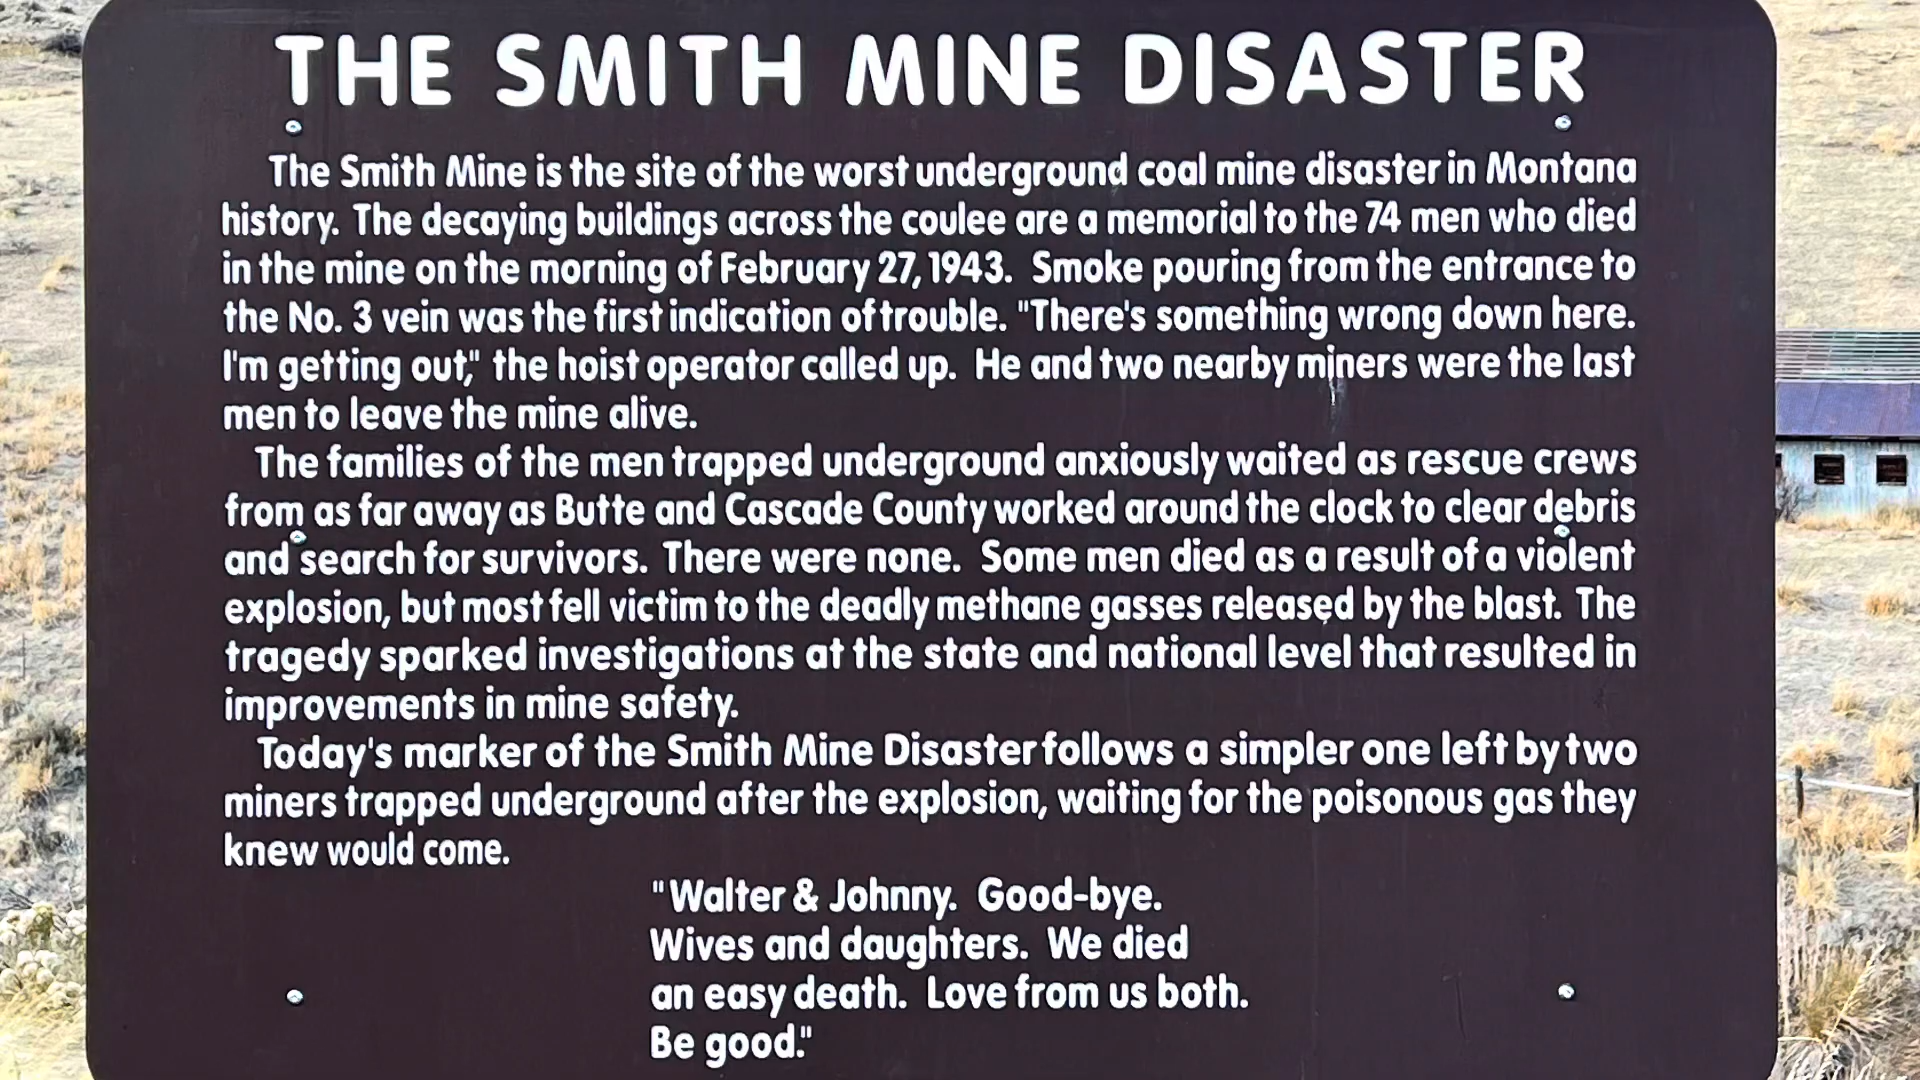 THE SMITH MINE DISASTER
The Smith Mine is the site of the worst underground coal mine disaster in Montana
history. The decaying buildings across the coulee are a memorial to the 74 men who died
in the mine on the morning of February 27, 1943. Smoke pouring from the entrance to
the No. 3 vein was the first indication of trouble. "There's something wrong down here.
I'm getting out," the hoist operator called up. He and two nearby miners were the last
men to leave the mine alive.
The families of the men trapped underground anxiously waited as rescue crews
from as far away as Butte and Cascade County worked around the clock to clear debris
and search for survivors. There were none. Some men died as a result of a violent
explosion, but most fell victim to the deadly methane gasses released by the blast. The
tragedy sparked investigations at the state and national level that resulted in
improvements in mine safety.
Today's marker of the Smith Mine Disaster follows a simpler one left by two
miners trapped underground after the explosion, waiting for the poisonous gas they
knew would come.
"Walter & Johnny. Good-bye.
Wives and daughters. We died
an easy death. Love from us both.
Be good."